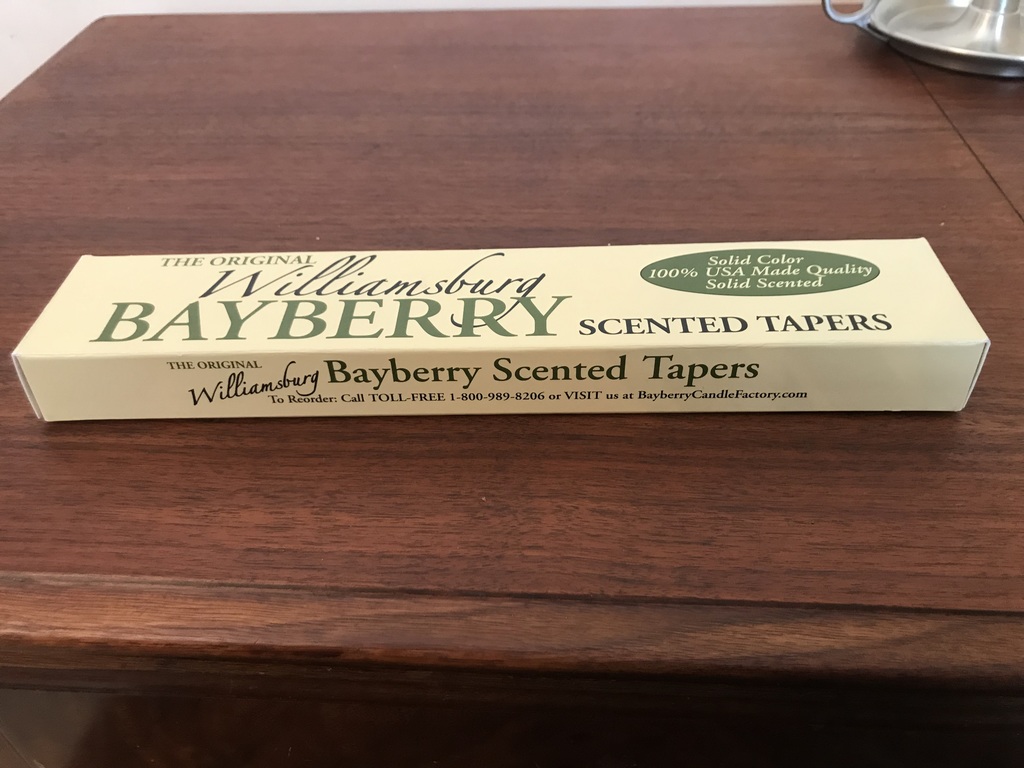 THE ORIGINAL
Williamsburg
BAYBERRY SCENTED TAPERS
Solid Color
100% USA Made Quality
Solid Scented
THE ORIGINAL
Williamsburg Bayberry Scented Tapers
To Reorder: Call TOLL-FREE 1-800-989-8206 or VISIT us at BayberryCandleFactory.com